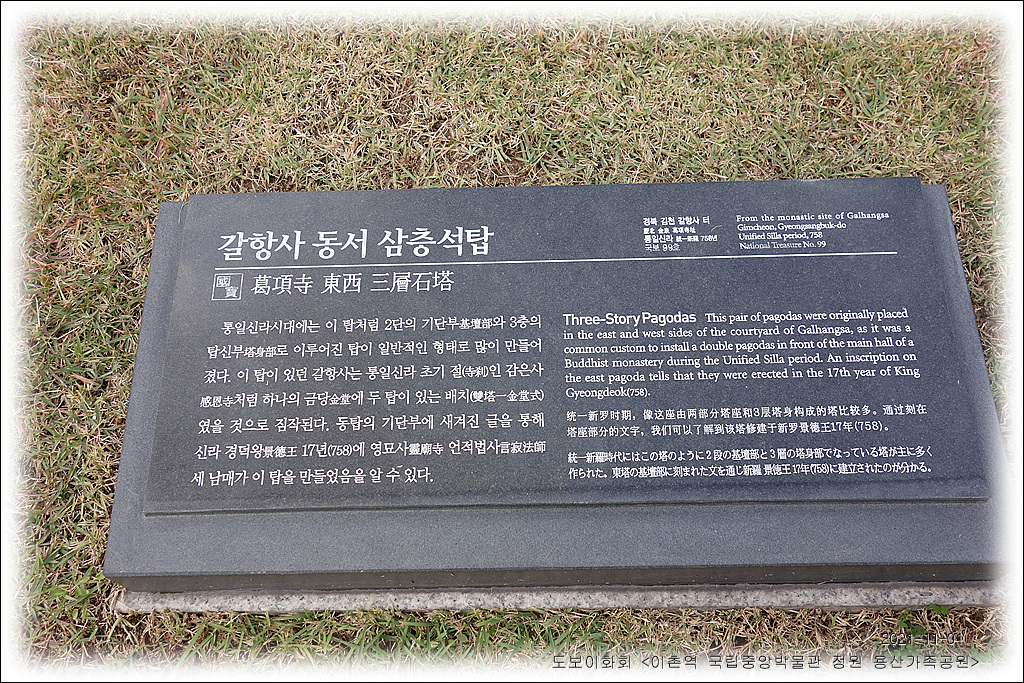 갈항사 동서 삼층석탑
경북 김천 갈항사 터
慶北 金泉 葛項寺址
통일신라 統一新羅 758년
국보 99호
From the monastic site of Galhangsa
Gimcheon, Gyeongsangbuk-do
Unified Silla period, 758
National Treasure No. 99
國寶 葛項寺 東西 三層石塔
통일신라시대에는 이 탑처럼 2단의 기단부基壇部와 3층의
탑신부塔身部로 이루어진 탑이 일반적인 형태로 많이 만들어
졌다. 이 탑이 있던 갈항사는 통일신라 초기 절(寺刹)인 감은사
感恩寺처럼 하나의 금당金堂에 두 탑이 있는 배치(雙塔一金堂式)
였을 것으로 짐작된다. 동탑의 기단부에 새겨진 글을 통해
신라 경덕왕景德王 17년(758)에 영묘사靈廟寺 언적법사言寂法師
세 남매가 이 탑을 만들었음을 알 수 있다.
Three-Story Pagodas This pair of pagodas were originally placed
in the east and west sides of the courtyard of Galhangsa, as it was a
common custom to install a double pagodas in front of the main hall of a
Buddhist monastery during the Unified Silla period. An inscription on
the east pagoda tells that they were erected in the 17th year of King
Gyeongdeok(758).
统一新罗时期，像这座由两部分塔座和3层塔身构成的塔比较多。通过刻在
塔座部分的文字，我们可以了解到该塔修建于新罗景德王17年(758)。
統一新羅時代にはこの塔のように2段の基壇部と3層の塔身部でなっている塔が主に多く
作られた。東塔の基壇部に刻まれた文を通じ新羅 景徳王17年(758)に建立されたのが分かる。
2021-11-0
도보이화회 <이촌역 국립중앙박물관 정원 용산가족공원>